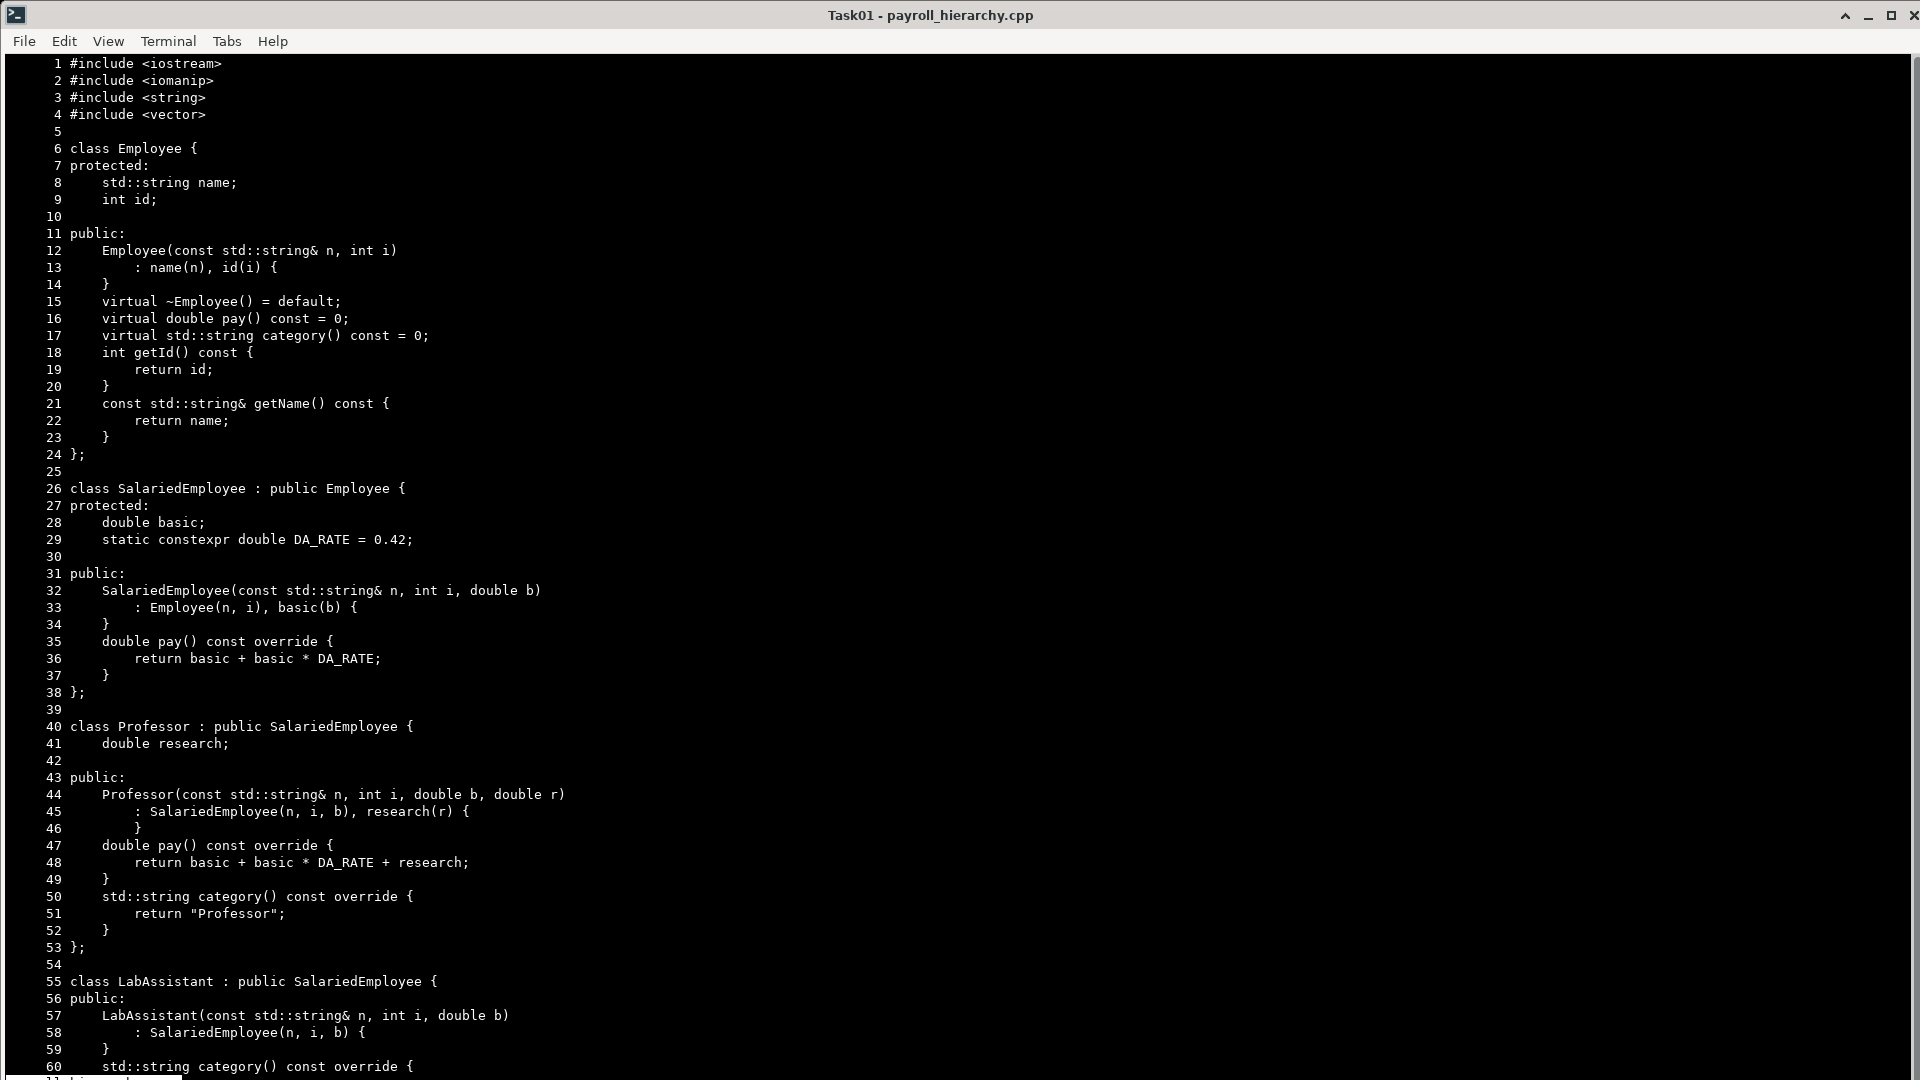 Task01 - payroll_hierarchy.cpp
File Edit View Terminal Tabs Help
1 #include <iostream>
2 #include <iomanip>
3 #include <string>
4 #include <vector>
5
6 class Employee {
7 protected:
8     std::string name;
9     int id;
10
11 public:
12     Employee(const std::string& n, int i)
13         : name(n), id(i) {
14     }
15     virtual ~Employee() = default;
16     virtual double pay() const = 0;
17     virtual std::string category() const = 0;
18     int getId() const {
19         return id;
20     }
21     const std::string& getName() const {
22         return name;
23     }
24 };
25
26 class SalariedEmployee : public Employee {
27 protected:
28     double basic;
29     static constexpr double DA_RATE = 0.42;
30
31 public:
32     SalariedEmployee(const std::string& n, int i, double b)
33         : Employee(n, i), basic(b) {
34     }
35     double pay() const override {
36         return basic + basic * DA_RATE;
37     }
38 };
39
40 class Professor : public SalariedEmployee {
41     double research;
42
43 public:
44     Professor(const std::string& n, int i, double b, double r)
45         : SalariedEmployee(n, i, b), research(r) {
46         }
47     double pay() const override {
48         return basic + basic * DA_RATE + research;
49     }
50     std::string category() const override {
51         return "Professor";
52     }
53 };
54
55 class LabAssistant : public SalariedEmployee {
56 public:
57     LabAssistant(const std::string& n, int i, double b)
58         : SalariedEmployee(n, i, b) {
59     }
60     std::string category() const override {